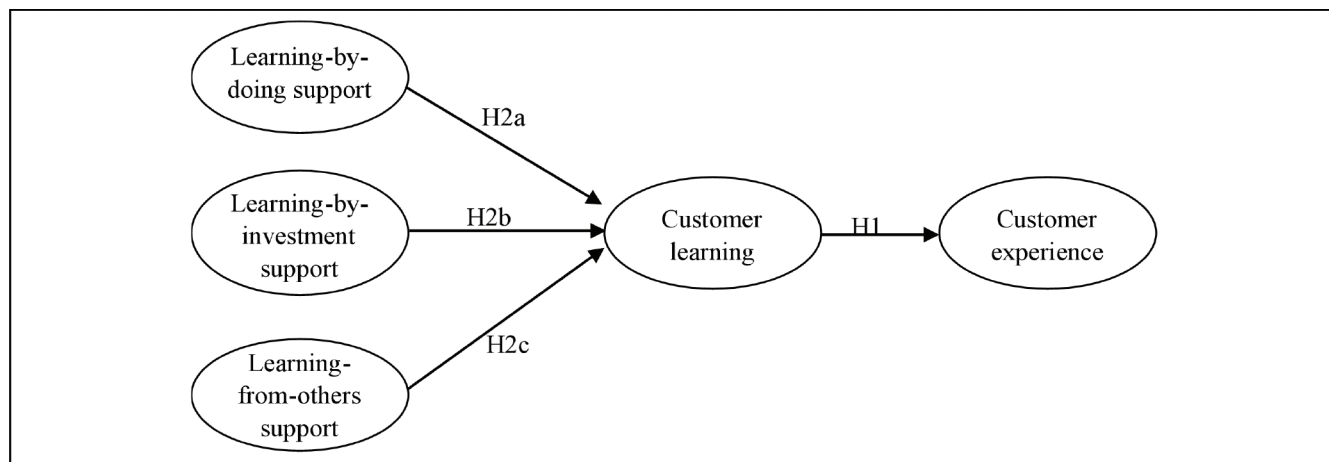 Learning-by-
doing support
H2a
Learning-by-
investment
support
H2b
Customer
learning
H1
Customer
experience
H2c
Learning-
from-others
support